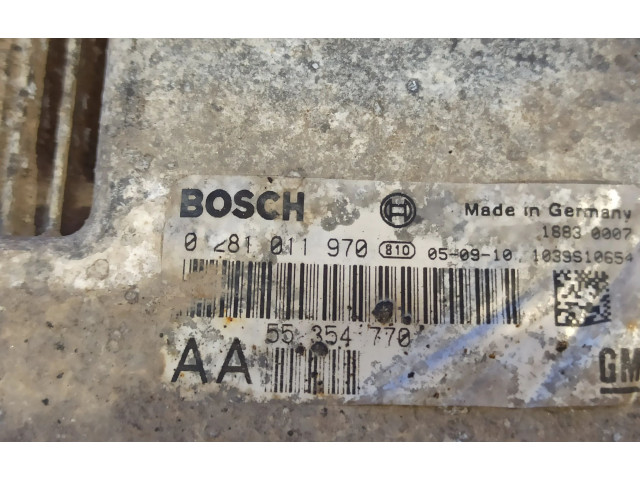 BOSCH
Made in Germany
1883 0007
0 281 011 970 810 05-09-10 1039S10654
55 354 770
AA
GM